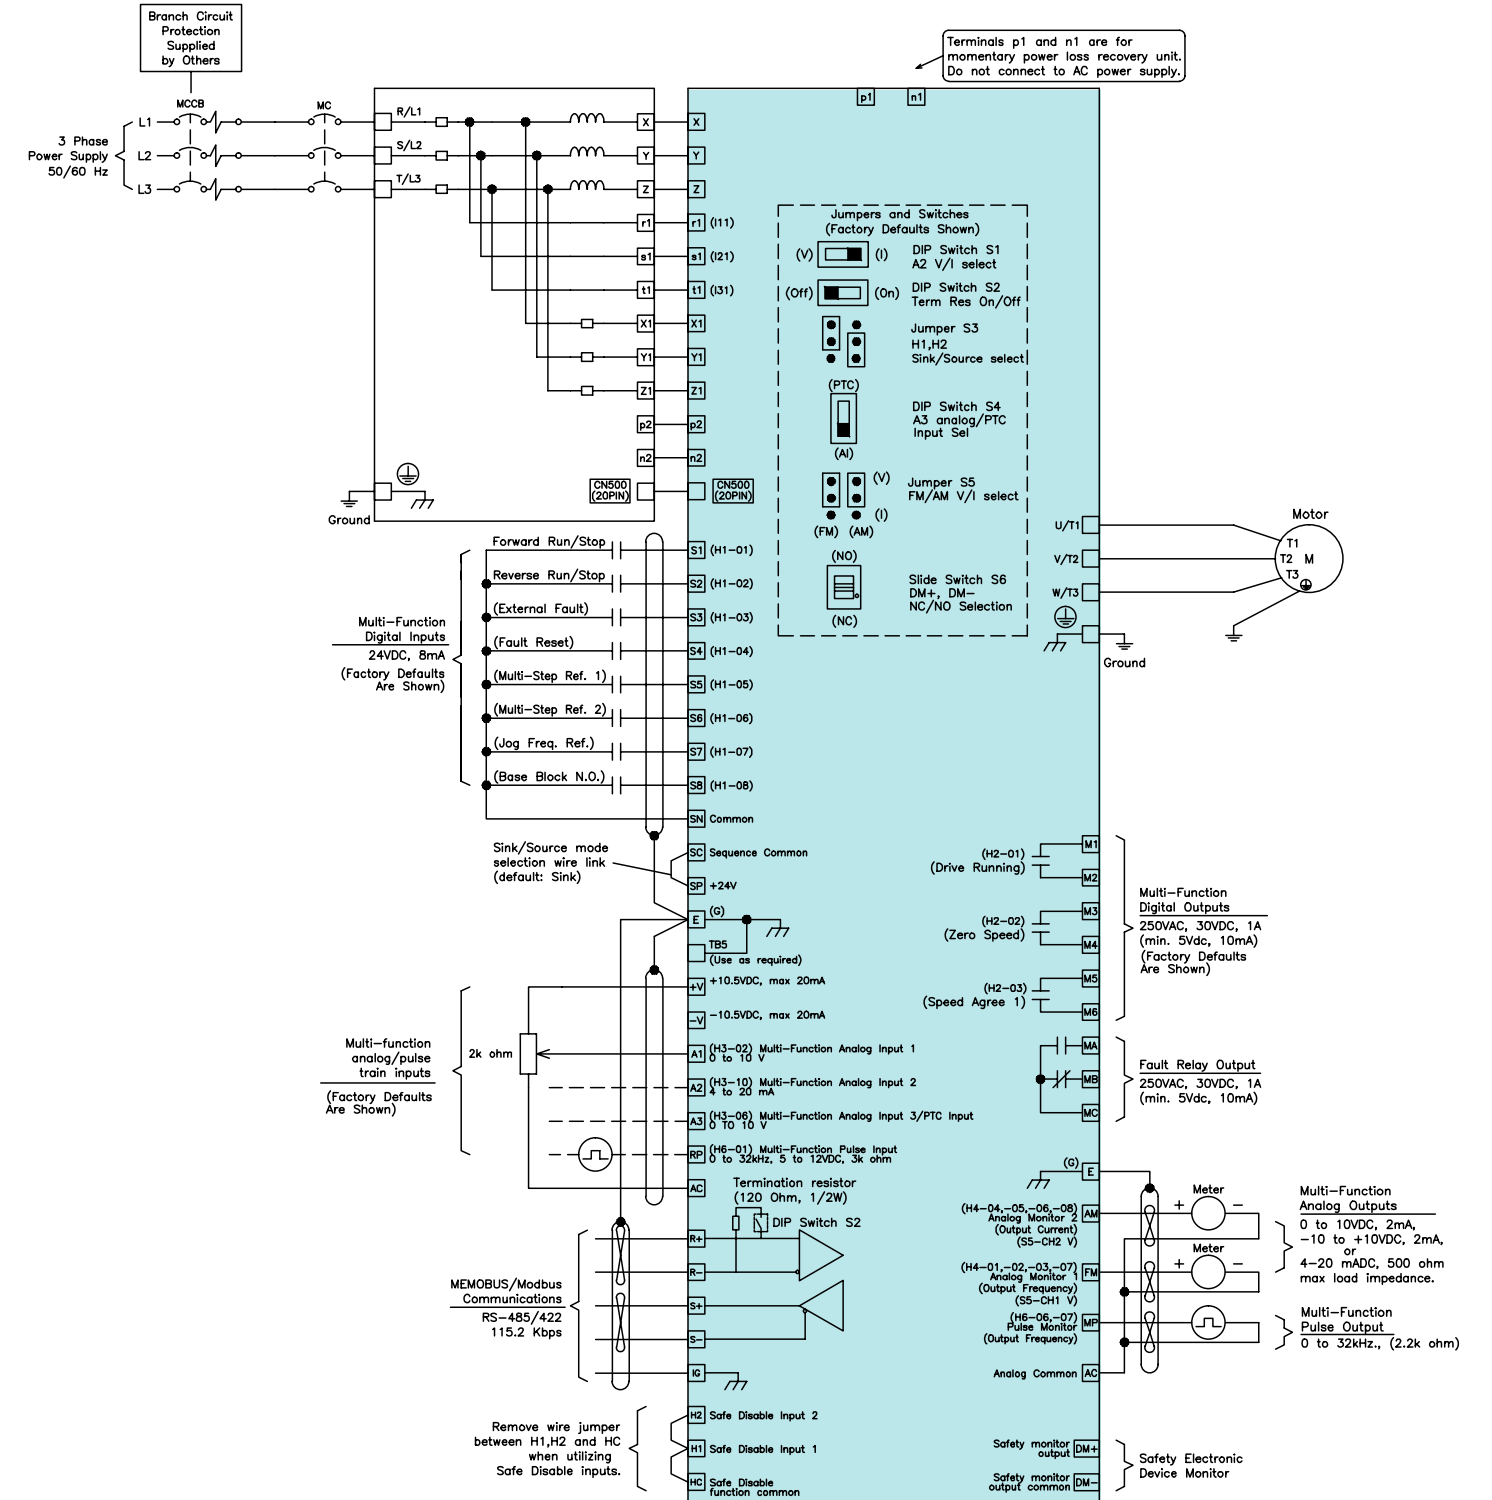 Branch Circuit
Protection
Supplied
by Others
Terminals p1 and n1 are for
momentary power loss recovery unit.
Do not connect to AC power supply.
p1
n1
MCCB
MC
3 Phase
Power Supply
50/60 Hz
L1
L2
L3
R/L1
S/L2
T/L3
X
X
Y
Y
Z
Z
r1
r1 (I11)
s1
s1 (I21)
t1
t1 (I31)
X1
X1
Y1
Y1
Z1
Z1
p2
p2
n2
n2
CN500
(20PIN)
CN500
(20PIN)
Ground
Jumpers and Switches
(Factory Defaults Shown)
(V)
(I)
DIP Switch S1
A2 V/I select
(Off)
(On)
DIP Switch S2
Term Res On/Off
Jumper S3
H1,H2
Sink/Source select
(PTC)
DIP Switch S4
A3 analog/PTC
Input Sel
(AI)
(V)
Jumper S5
FM/AM V/I select
(I)
(FM)
(AM)
(NO)
Slide Switch S6
DM+, DM-
NC/NO Selection
(NC)
U/T1
V/T2
W/T3
Motor
T1
T2
M
T3
Ground
Multi-Function
Digital Inputs
24VDC, 8mA
(Factory Defaults
Are Shown)
Forward Run/Stop
S1 (H1-01)
Reverse Run/Stop
S2 (H1-02)
(External Fault)
S3 (H1-03)
(Fault Reset)
S4 (H1-04)
(Multi-Step Ref. 1)
S5 (H1-05)
(Multi-Step Ref. 2)
S6 (H1-06)
(Jog Freq. Ref.)
S7 (H1-07)
(Base Block N.O.)
S8 (H1-08)
SN Common
Sink/Source mode
selection wire link
(default: Sink)
SC Sequence Common
SP +24V
E (G)
TB5
(Use as required)
Multi-function
analog/pulse
train inputs
(Factory Defaults
Are Shown)
2k ohm
+V +10.5VDC, max 20mA
-V -10.5VDC, max 20mA
A1 (H3-02) Multi-Function Analog Input 1
0 to 10 V
A2 (H3-10) Multi-Function Analog Input 2
4 to 20 mA
A3 (H3-06) Multi-Function Analog Input 3/PTC Input
0 TO 10 V
RP (H6-01) Multi-Function Pulse Input
0 to 32kHz, 5 to 12VDC, 3k ohm
AC
Termination resistor
(120 Ohm, 1/2W)
DIP Switch S2
MEMOBUS/Modbus
Communications
RS-485/422
115.2 Kbps
R+
R-
S+
S-
IG
Remove wire jumper
between H1,H2 and HC
when utilizing
Safe Disable inputs.
H2 Safe Disable Input 2
H1 Safe Disable Input 1
HC Safe Disable
function common
(H2-01)
(Drive Running)
M1
M2
(H2-02)
(Zero Speed)
M3
M4
(H2-03)
(Speed Agree 1)
M5
M6
Multi-Function
Digital Outputs
250VAC, 30VDC, 1A
(min. 5Vdc, 10mA)
(Factory Defaults
Are Shown)
MA
MB
MC
Fault Relay Output
250VAC, 30VDC, 1A
(min. 5Vdc, 10mA)
(G) E
(H4-04,-05,-06,-08)
Analog Monitor 2
(Output Current)
(S5-CH2 V)
AM
+
Meter
-
(H4-01,-02,-03,-07)
Analog Monitor 1
(Output Frequency)
(S5-CH1 V)
FM
+
Meter
-
(H6-06,-07)
Pulse Monitor
(Output Frequency)
MP
Analog Common AC
Multi-Function
Analog Outputs
0 to 10VDC, 2mA,
-10 to +10VDC, 2mA,
or
4-20 mADC, 500 ohm
max load impedance.
Multi-Function
Pulse Output
0 to 32kHz., (2.2k ohm)
Safety monitor
output
DM+
Safety monitor
output common
DM-
Safety Electronic
Device Monitor